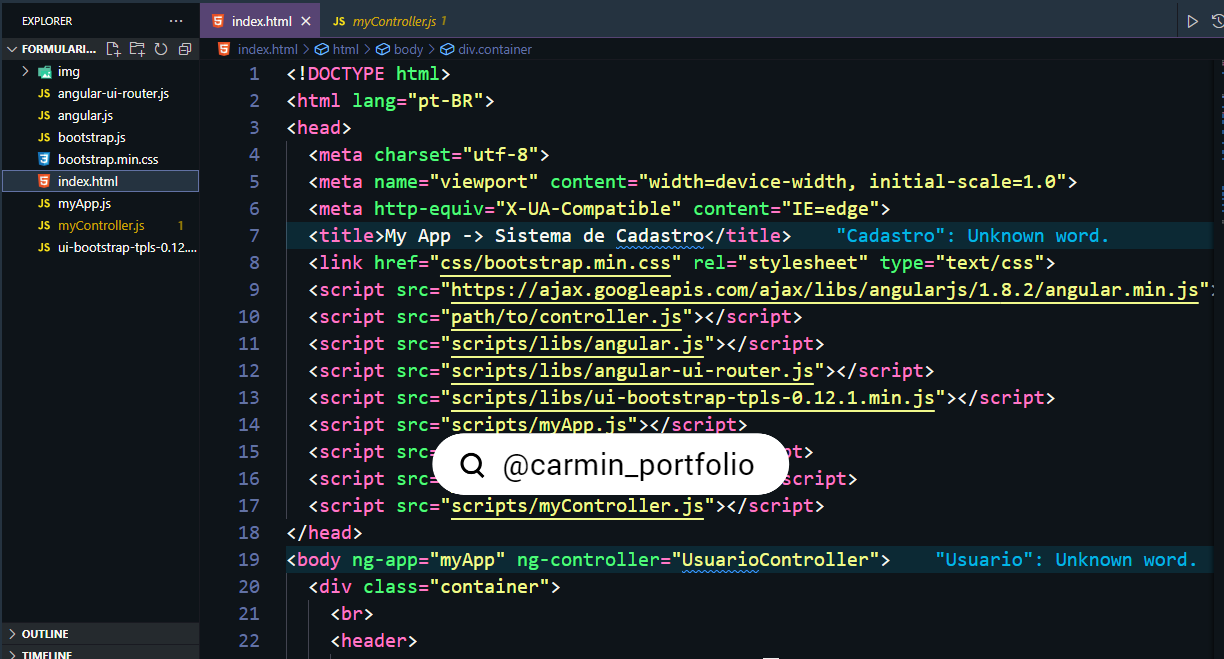 EXPLORER
FORMULARI...
img
angular-ui-router.js
JS angular.js
JS bootstrap.js
bootstrap.min.css
index.html
JS myApp.js
JS myController.js 1
JS ui-bootstrap-tpls-0.12....
OUTLINE
TIMELINE
index.html
JS myController.js 1
index.html > html > body > div.container
1 <!DOCTYPE html>
2 <html lang="pt-BR">
3 <head>
4 <meta charset="utf-8">
5 <meta name="viewport" content="width=device-width, initial-scale=1.0">
6 <meta http-equiv="X-UA-Compatible" content="IE=edge">
7 <title>My App -> Sistema de Cadastro</title> "Cadastro": Unknown word.
8 <link href="css/bootstrap.min.css" rel="stylesheet" type="text/css">
9 <script src="https://ajax.googleapis.com/ajax/libs/angularjs/1.8.2/angular.min.js">
10 <script src="path/to/controller.js"></script>
11 <script src="scripts/libs/angular.js"></script>
12 <script src="scripts/libs/angular-ui-router.js"></script>
13 <script src="scripts/libs/ui-bootstrap-tpls-0.12.1.min.js"></script>
14 <script src="scripts/myApp.js"></script>
15 <script src=
16 <script src= script>
@carmin_portfolio
17 <script src="scripts/myController.js"></script>
18 </head>
19 <body ng-app="myApp" ng-controller="UsuarioController"> "Usuario": Unknown word.
20 <div class="container">
21 <br>
22 <header>